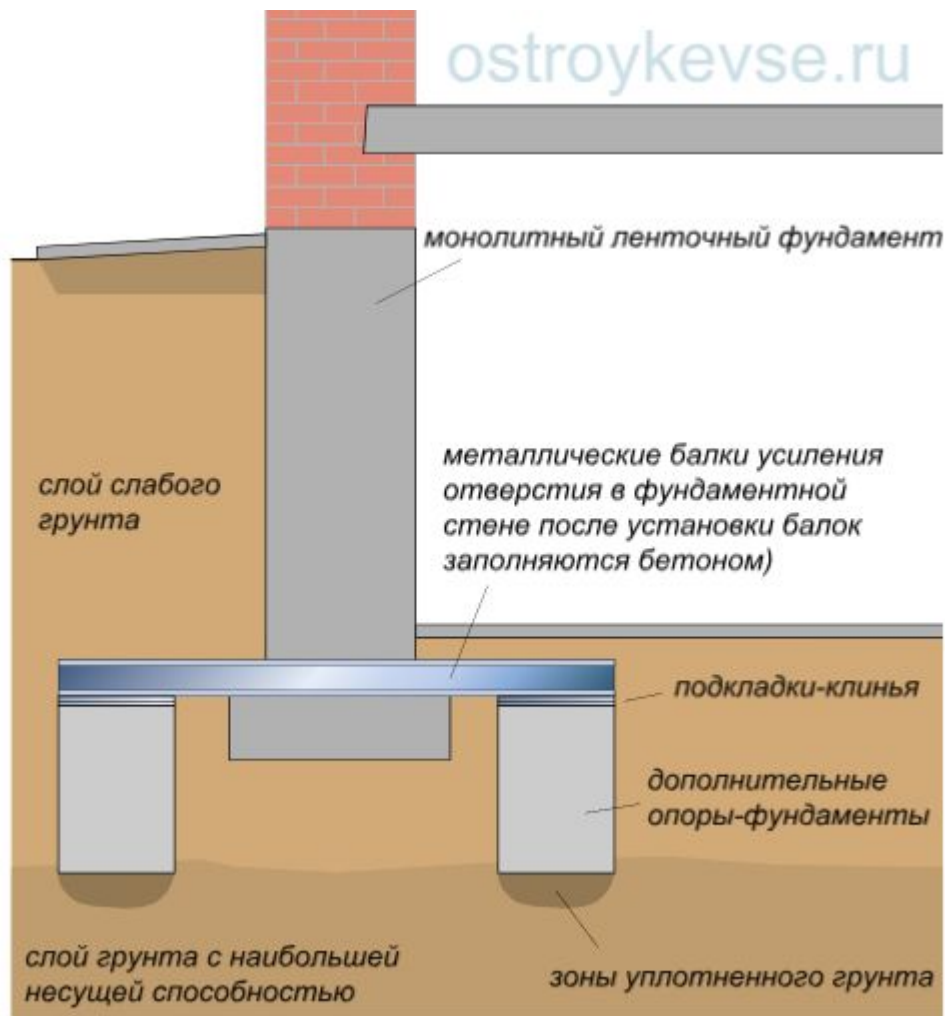 ostroykevse.ru
монолитный ленточный фундамент
слой слабого
грунта
металлические балки усиления
отверстия в фундаментной
стене после установки балок
заполняются бетоном)
подкладки-клинья
дополнительные
опоры-фундаменты
слой грунта с наибольшей
несущей способностью
зоны уплотненного грунта